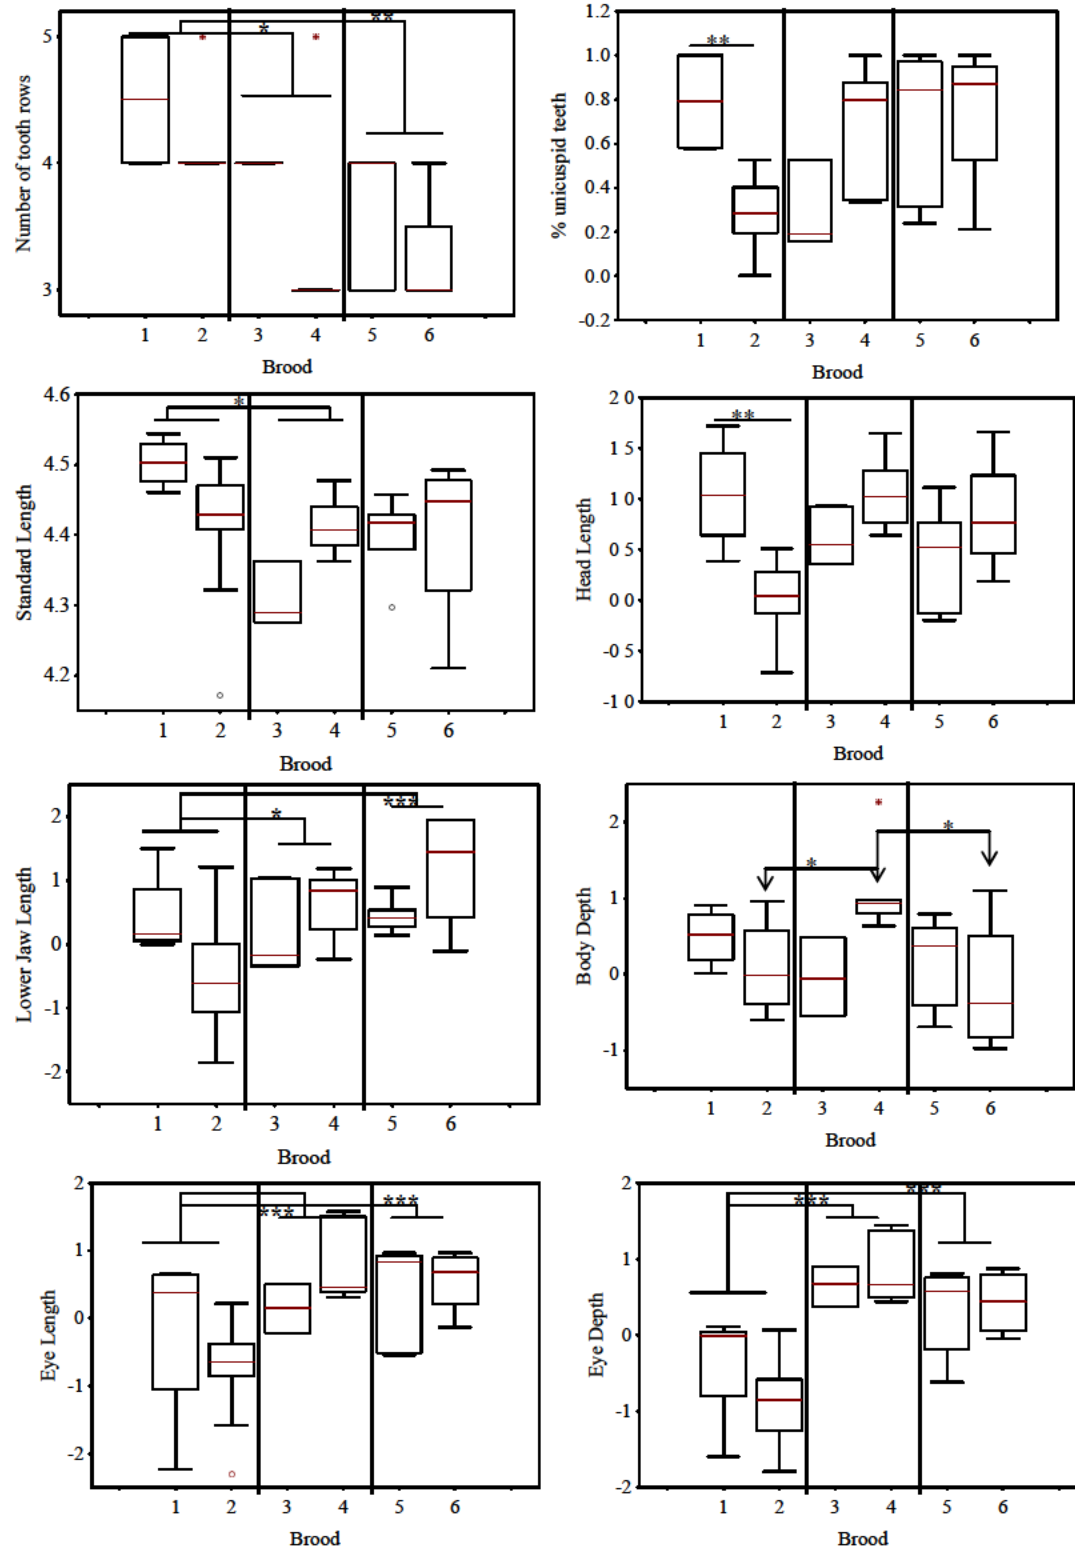 Number of tooth rows
5
4
3
* **
* *
1 2 3 4 5 6
Brood
% unicuspid teeth
1.2
1.0
0.8
0.6
0.4
0.2
0.0
-0.2
**
1 2 3 4 5 6
Brood
Standard Length
4.6
4.5
4.4
4.3
4.2
*
1 2 3 4 5 6
Brood
Head Length
2 0
1 5
1 0
0 5
0 0
-0 5
-1 0
**
1 2 3 4 5 6
Brood
Lower Jaw Length
2
1
0
-1
-2
* ***
1 2 3 4 5 6
Brood
Body Depth
2
1
0
-1
*
* *
1 2 3 4 5 6
Brood
Eye Length
2
1
0
-1
-2
*** ***
1 2 3 4 5 6
Brood
Eye Depth
2
1
0
-1
-2
*** ***
1 2 3 4 5 6
Brood